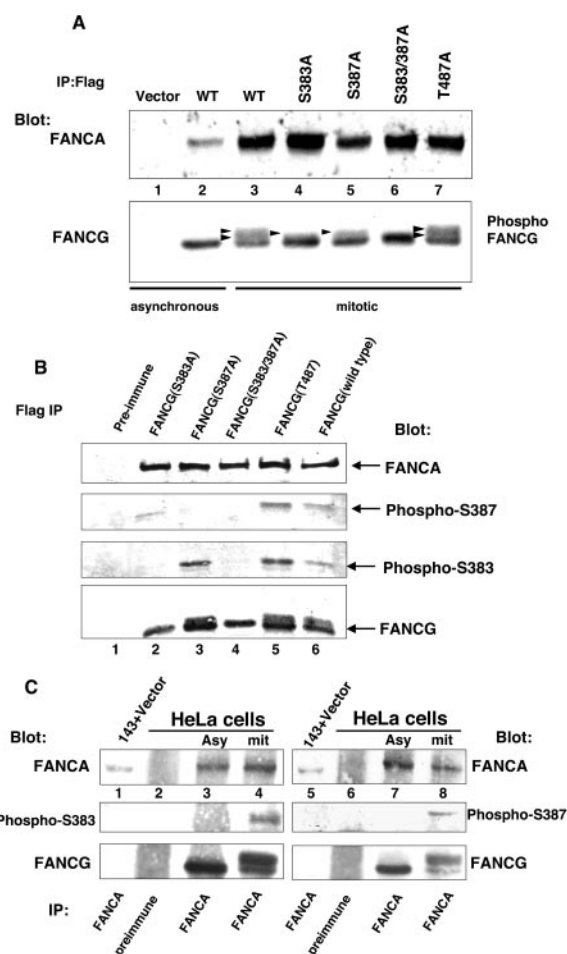 A
IP:Flag
Vector WT WT S383A S387A S383/387A T487A
Blot:
FANCA
1 2 3 4 5 6 7
FANCG
Phospho
FANCG
asynchronous mitotic
B
Flag IP
Pre-immune FANCG(S383A) FANCG(S387A) FANCG(S383/387A) FANCG(T487) FANCG(wild type)
Blot:
FANCA
Phospho-S387
Phospho-S383
FANCG
1 2 3 4 5 6
C
143+Vector HeLa cells 143+Vector HeLa cells
Blot: Asy mit Asy mit Blot:
FANCA FANCA
1 2 3 4 5 6 7 8
Phospho-S383 Phospho-S387
FANCG FANCG
IP: FANCA preimmune FANCA FANCA FANCA preimmune FANCA FANCA